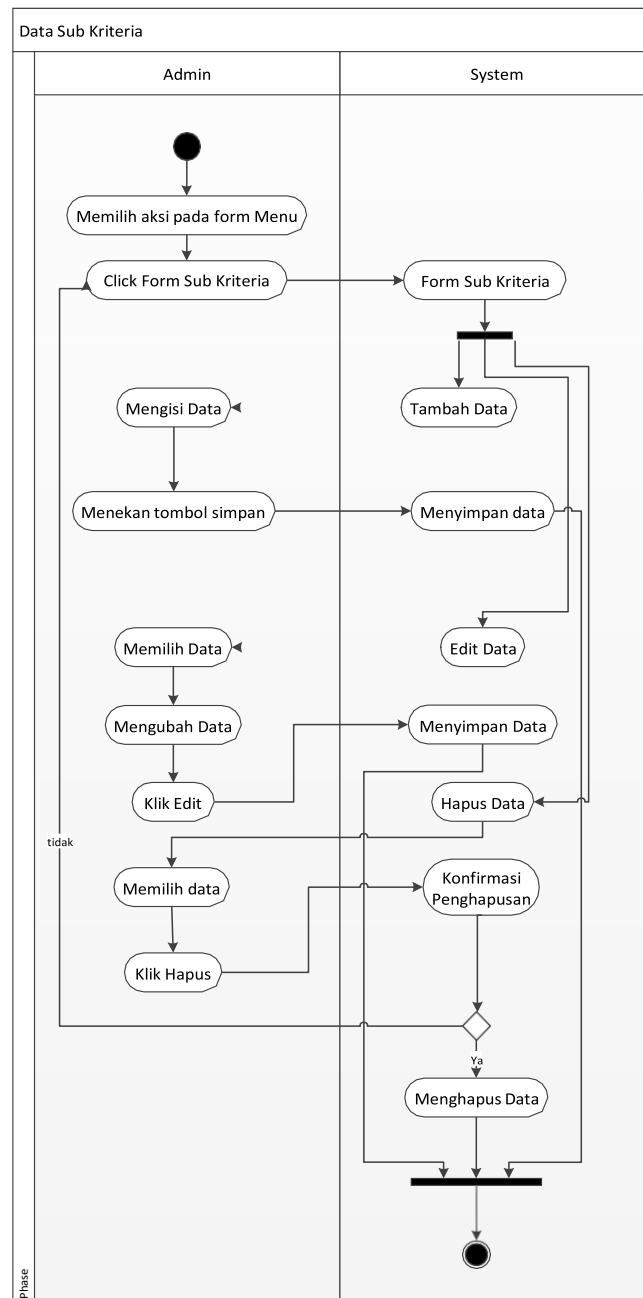 Data Sub Kriteria
Admin
System
Memilih aksi pada form Menu
Click Form Sub Kriteria
Form Sub Kriteria
Mengisi Data
Tambah Data
Menekan tombol simpan
Menyimpan data
Memilih Data
Edit Data
Mengubah Data
Menyimpan Data
Klik Edit
Hapus Data
tidak
Memilih data
Konfirmasi
Penghapusan
Klik Hapus
Ya
Menghapus Data
Phase